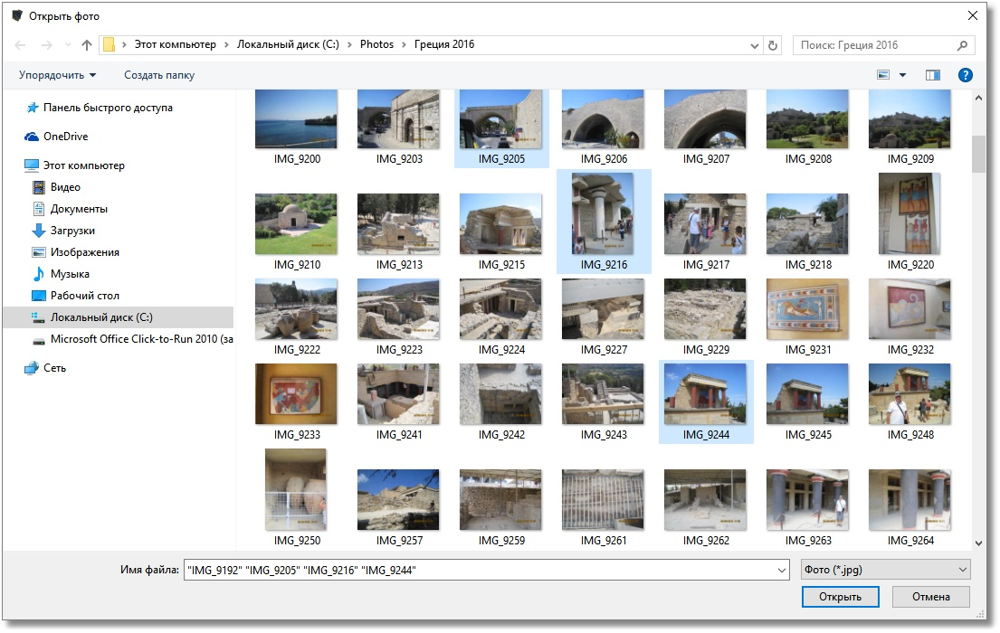 Открыть фото
Этот компьютер > Локальный диск (C:) > Photos > Греция 2016
Поиск: Греция 2016
Упорядочить
Создать папку
Панель быстрого доступа
OneDrive
Этот компьютер
Видео
Документы
Загрузки
Изображения
Музыка
Рабочий стол
Локальный диск (C:)
Microsoft Office Click-to-Run 2010 (за
Сеть
IMG_9200 IMG_9203 IMG_9205 IMG_9206 IMG_9207 IMG_9208 IMG_9209
IMG_9210 IMG_9213 IMG_9215 IMG_9216 IMG_9217 IMG_9218 IMG_9220
IMG_9222 IMG_9223 IMG_9224 IMG_9227 IMG_9229 IMG_9231 IMG_9232
IMG_9233 IMG_9241 IMG_9242 IMG_9243 IMG_9244 IMG_9245 IMG_9248
IMG_9250 IMG_9257 IMG_9259 IMG_9261 IMG_9262 IMG_9263 IMG_9264
Имя файла: "IMG_9192" "IMG_9205" "IMG_9216" "IMG_9244"
Фото (*.jpg)
Открыть
Отмена